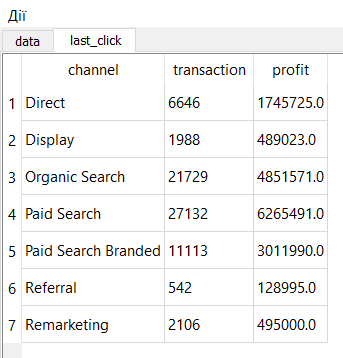 Дії
data last_click
channel transaction profit
1 Direct 6646 1745725.0
2 Display 1988 489023.0
3 Organic Search 21729 4851571.0
4 Paid Search 27132 6265491.0
5 Paid Search Branded 11113 3011990.0
6 Referral 542 128995.0
7 Remarketing 2106 495000.0